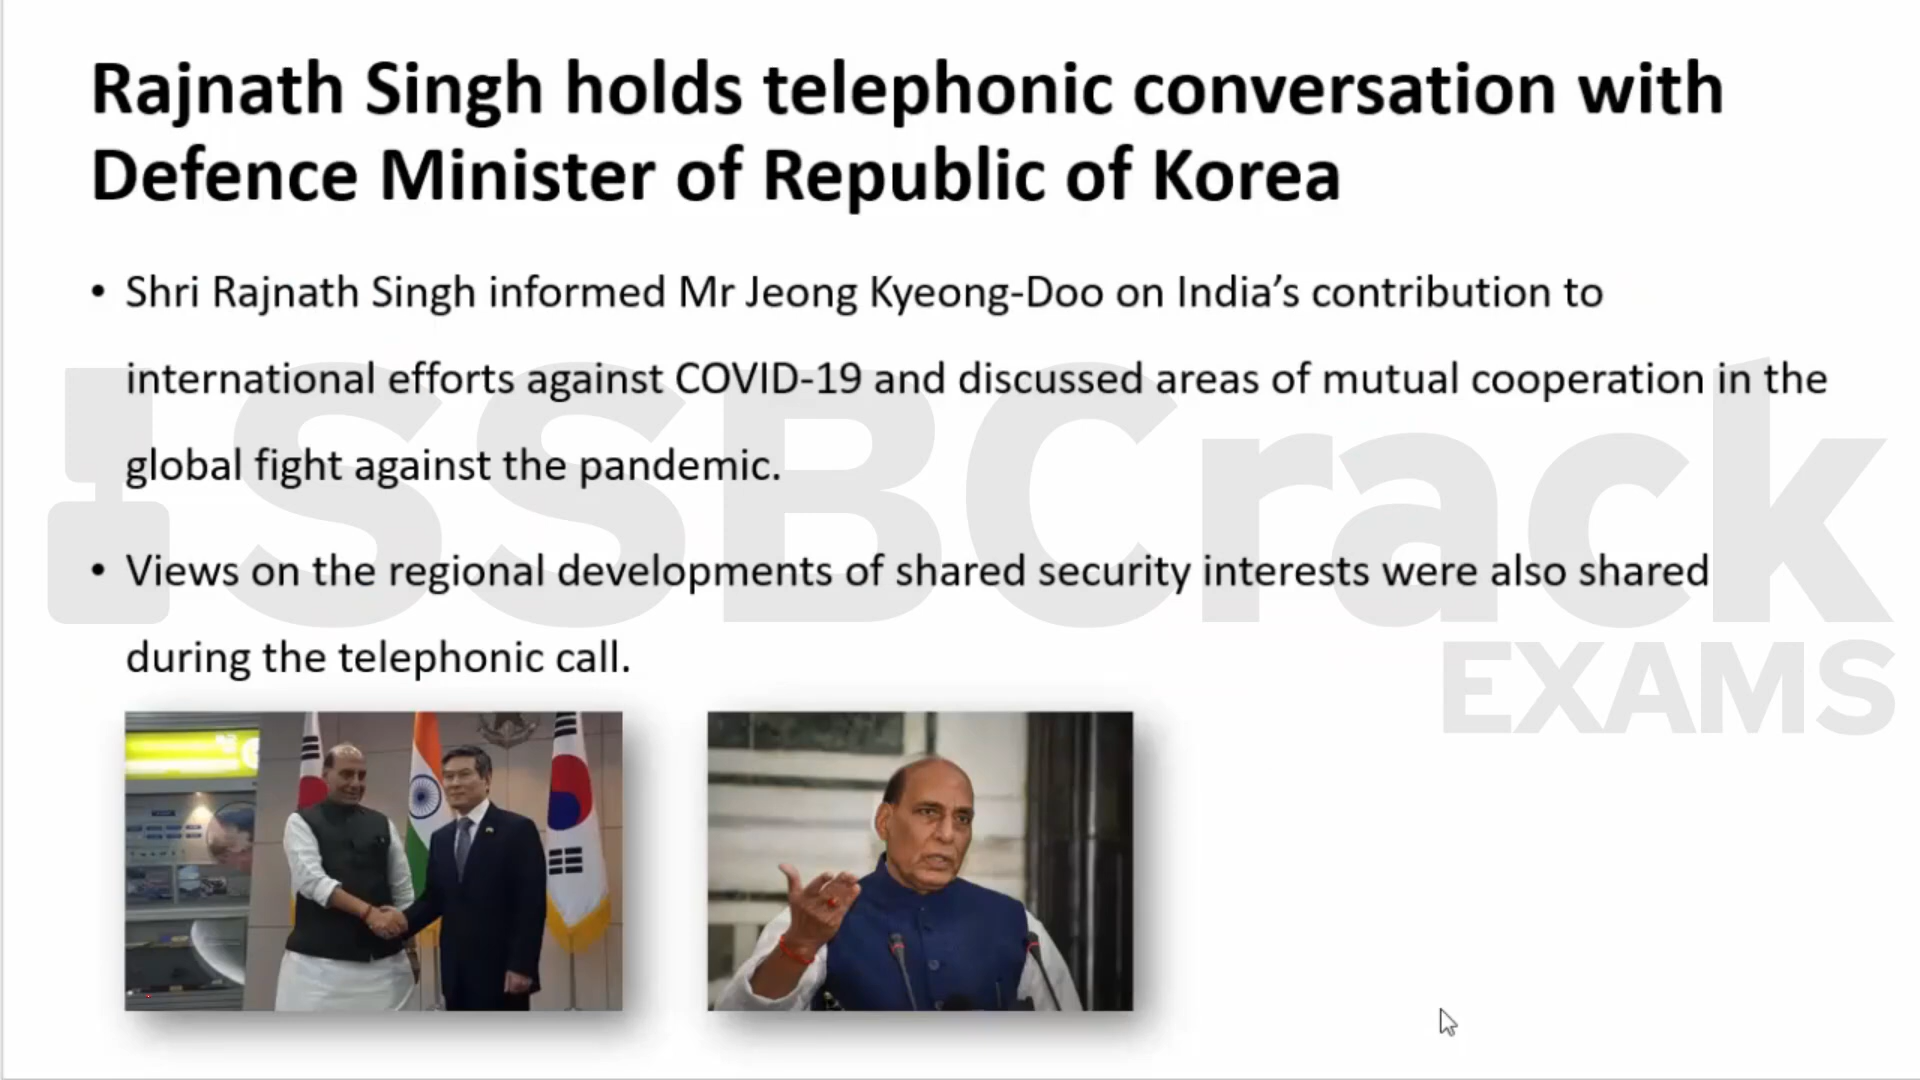 Rajnath Singh holds telephonic conversation with
Defence Minister of Republic of Korea
• Shri Rajnath Singh informed Mr Jeong Kyeong-Doo on India’s contribution to
international efforts against COVID-19 and discussed areas of mutual cooperation in the
global fight against the pandemic.
• Views on the regional developments of shared security interests were also shared
during the telephonic call.
SSBCrack
EXAMS